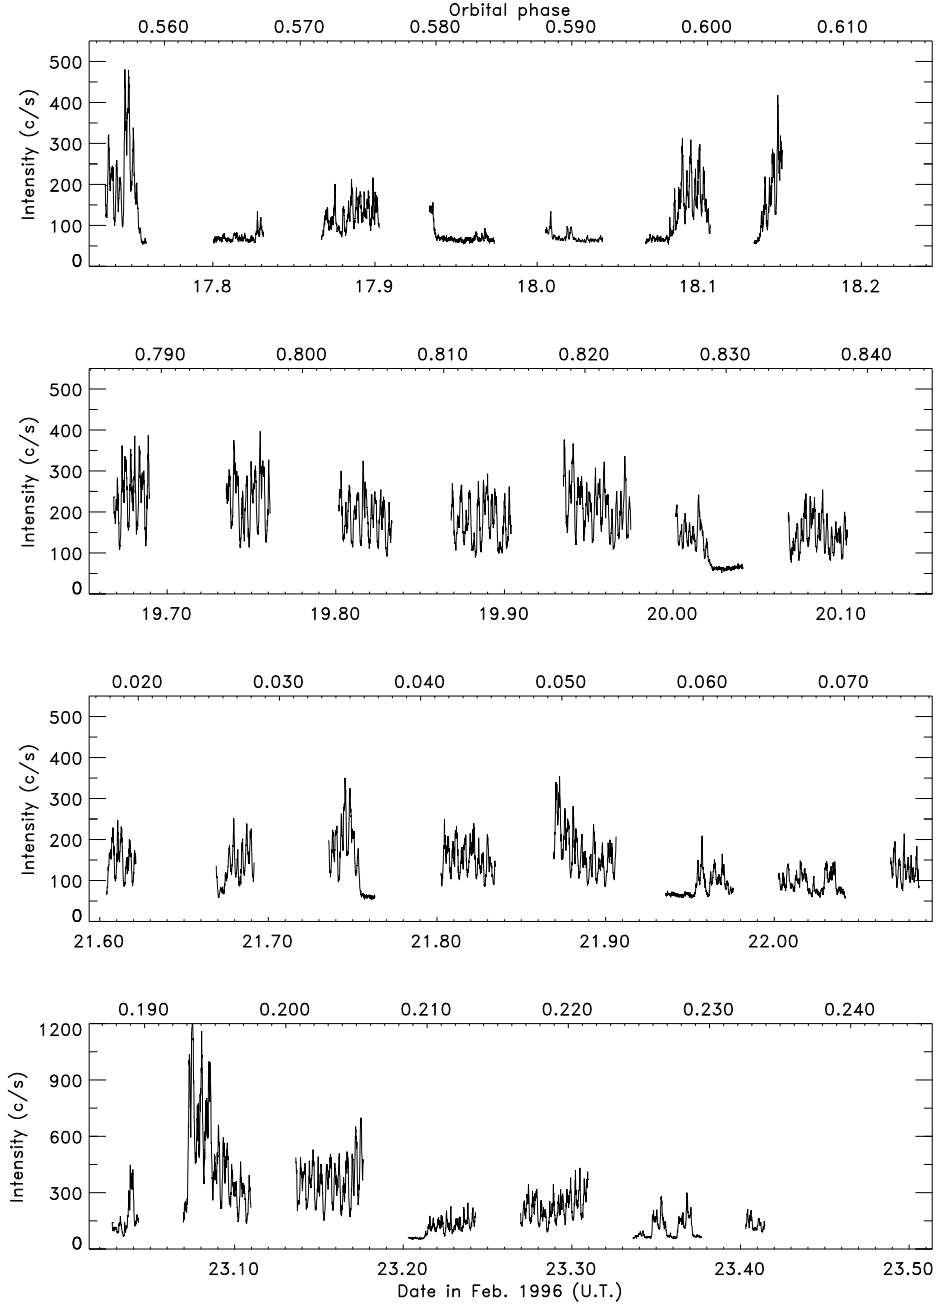 Orbital phase
0.560 0.570 0.580 0.590 0.600 0.610
500
400
300
200
100
0
Intensity (c/s)
17.8 17.9 18.0 18.1 18.2
0.790 0.800 0.810 0.820 0.830 0.840
500
400
300
200
100
0
Intensity (c/s)
19.70 19.80 19.90 20.00 20.10
0.020 0.030 0.040 0.050 0.060 0.070
500
400
300
200
100
0
Intensity (c/s)
21.60 21.70 21.80 21.90 22.00
0.190 0.200 0.210 0.220 0.230 0.240
1200
900
600
300
0
Intensity (c/s)
23.10 23.20 23.30 23.40 23.50
Date in Feb. 1996 (U.T.)